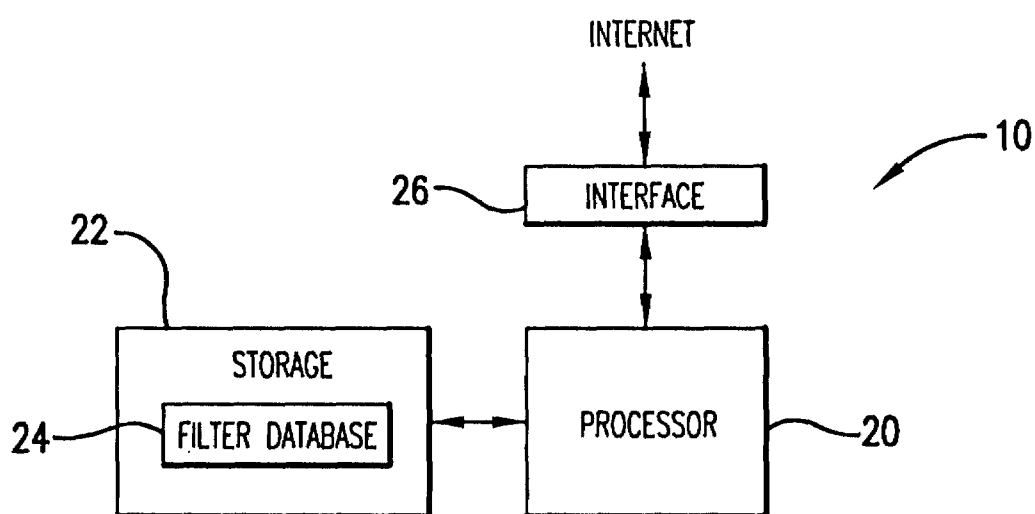 INTERNET
10
26
INTERFACE
22
STORAGE
24
FILTER DATABASE
PROCESSOR
20